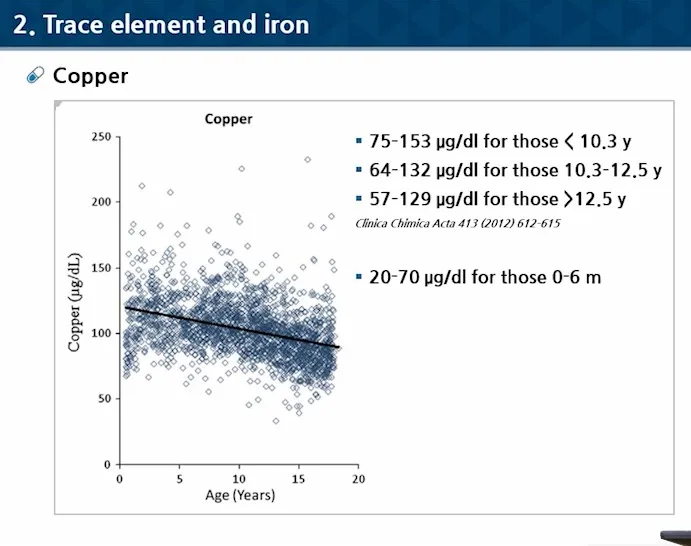 2. Trace element and iron
Copper
Copper
250
200
150
100
50
0
Copper (µg/dL)
0 5 10 15 20
Age (Years)
▪ 75-153 µg/dl for those < 10.3 y
▪ 64-132 µg/dl for those 10.3-12.5 y
▪ 57-129 µg/dl for those >12.5 y
Clinica Chimica Acta 413 (2012) 612-615
▪ 20-70 µg/dl for those 0-6 m